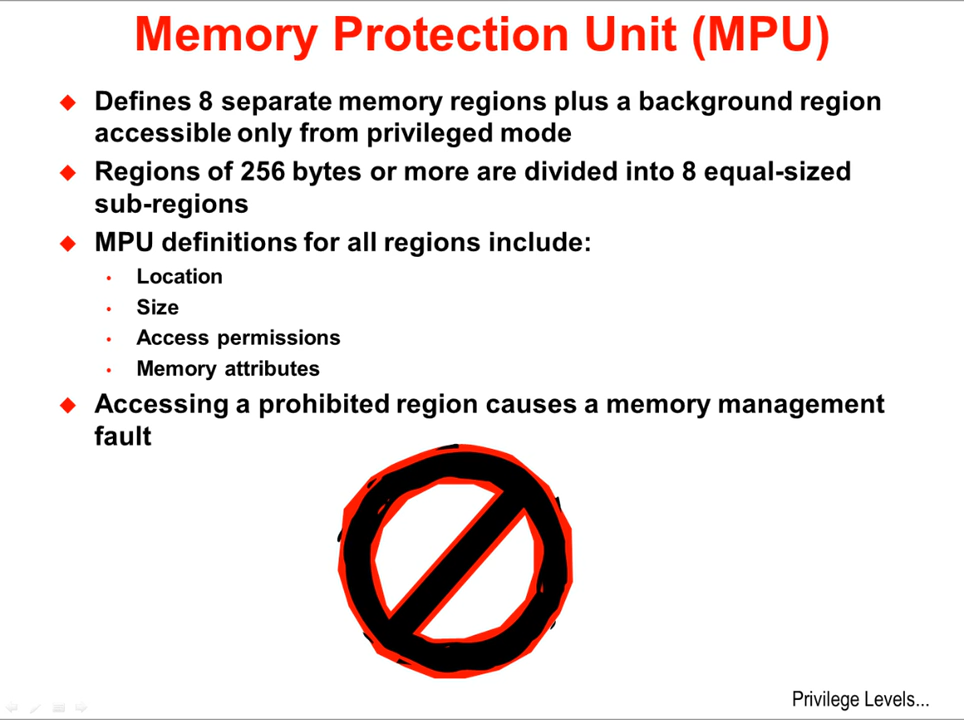 Memory Protection Unit (MPU)
Defines 8 separate memory regions plus a background region
accessible only from privileged mode
Regions of 256 bytes or more are divided into 8 equal-sized
sub-regions
MPU definitions for all regions include:
Location
Size
Access permissions
Memory attributes
Accessing a prohibited region causes a memory management
fault
Privilege Levels...